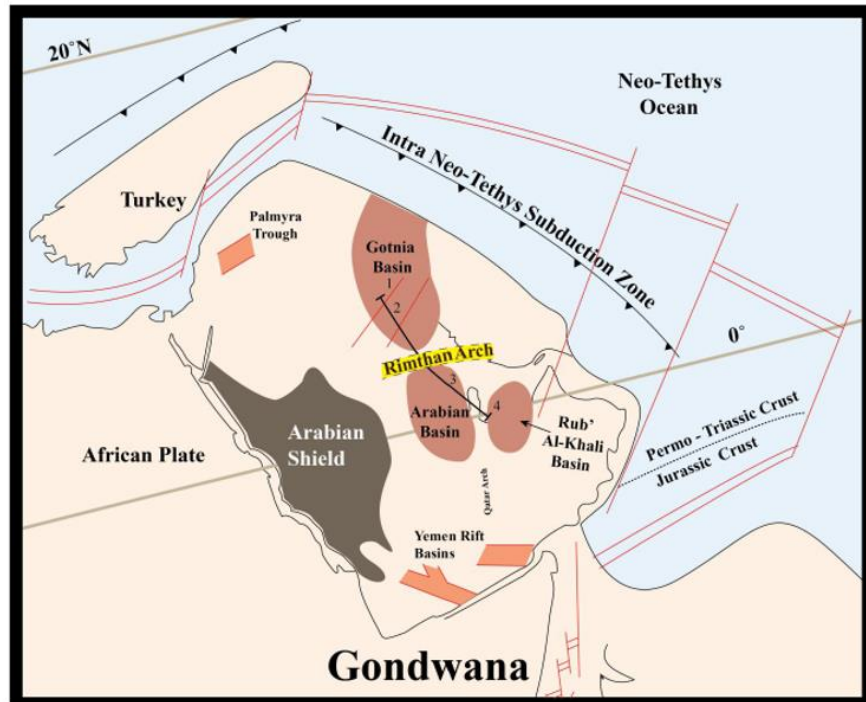 20°N
Neo-Tethys
Ocean
Intra Neo-Tethys Subduction Zone
Turkey
Palmyra
Trough
Gotnia
Basin
1
2
0°
Rimthan Arch
3
4
Arabian
Basin
Rub'
Al-Khali
Basin
Permo - Triassic Crust
Jurassic Crust
Arabian
Shield
African Plate
Qatar Arch
Yemen Rift
Basins
Gondwana